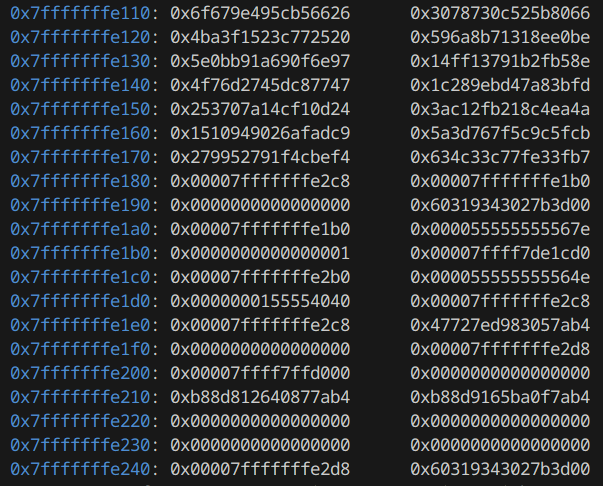 0x7fffffffe110: 0x6f679e495cb56626 0x3078730c525b8066
0x7fffffffe120: 0x4ba3f1523c772520 0x596a8b71318ee0be
0x7fffffffe130: 0x5e0bb91a690f6e97 0x14ff13791b2fb58e
0x7fffffffe140: 0x4f76d2745dc87747 0x1c289ebd47a83bfd
0x7fffffffe150: 0x253707a14cf10d24 0x3ac12fb218c4ea4a
0x7fffffffe160: 0x1510949026afadc9 0x5a3d767f5c9c5fcb
0x7fffffffe170: 0x279952791f4cbef4 0x634c33c77fe33fb7
0x7fffffffe180: 0x00007fffffffe2c8 0x00007fffffffe1b0
0x7fffffffe190: 0x0000000000000000 0x60319343027b3d00
0x7fffffffe1a0: 0x00007fffffffe1b0 0x000055555555567e
0x7fffffffe1b0: 0x0000000000000001 0x00007ffff7de1cd0
0x7fffffffe1c0: 0x00007fffffffe2b0 0x000055555555564e
0x7fffffffe1d0: 0x0000000155554040 0x00007fffffffe2c8
0x7fffffffe1e0: 0x00007fffffffe2c8 0x47727ed983057ab4
0x7fffffffe1f0: 0x0000000000000000 0x00007fffffffe2d8
0x7fffffffe200: 0x00007ffff7ffd000 0x0000000000000000
0x7fffffffe210: 0xb88d812640877ab4 0xb88d9165ba0f7ab4
0x7fffffffe220: 0x0000000000000000 0x0000000000000000
0x7fffffffe230: 0x0000000000000000 0x0000000000000000
0x7fffffffe240: 0x00007fffffffe2d8 0x60319343027b3d00